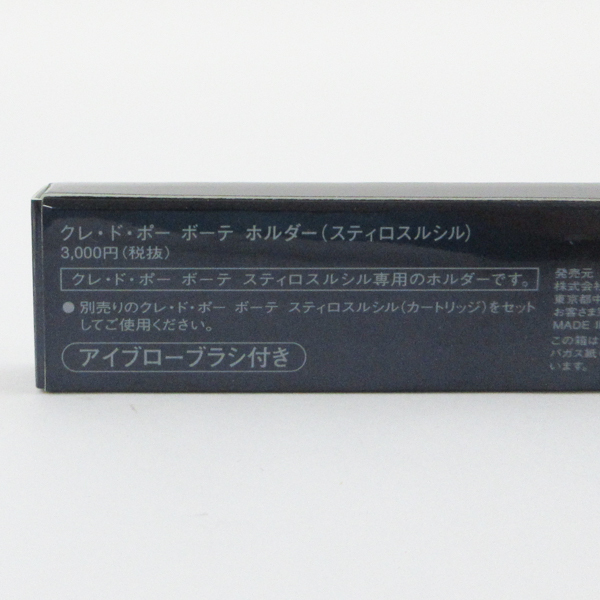 クレ・ド・ポー ボーテ ホルダー(スティロスルシル)
3,000円(税抜)
クレ・ド・ポー ボーテ スティロスルシル専用のホルダーです。
●別売りのクレ・ド・ポー ボーテ スティロスルシル(カートリッジ)をセット
してご使用ください。
アイブローブラシ付き
発売元
株式会社
東京都中
お客さま
MADE I
この箱は
バガス紙
います。